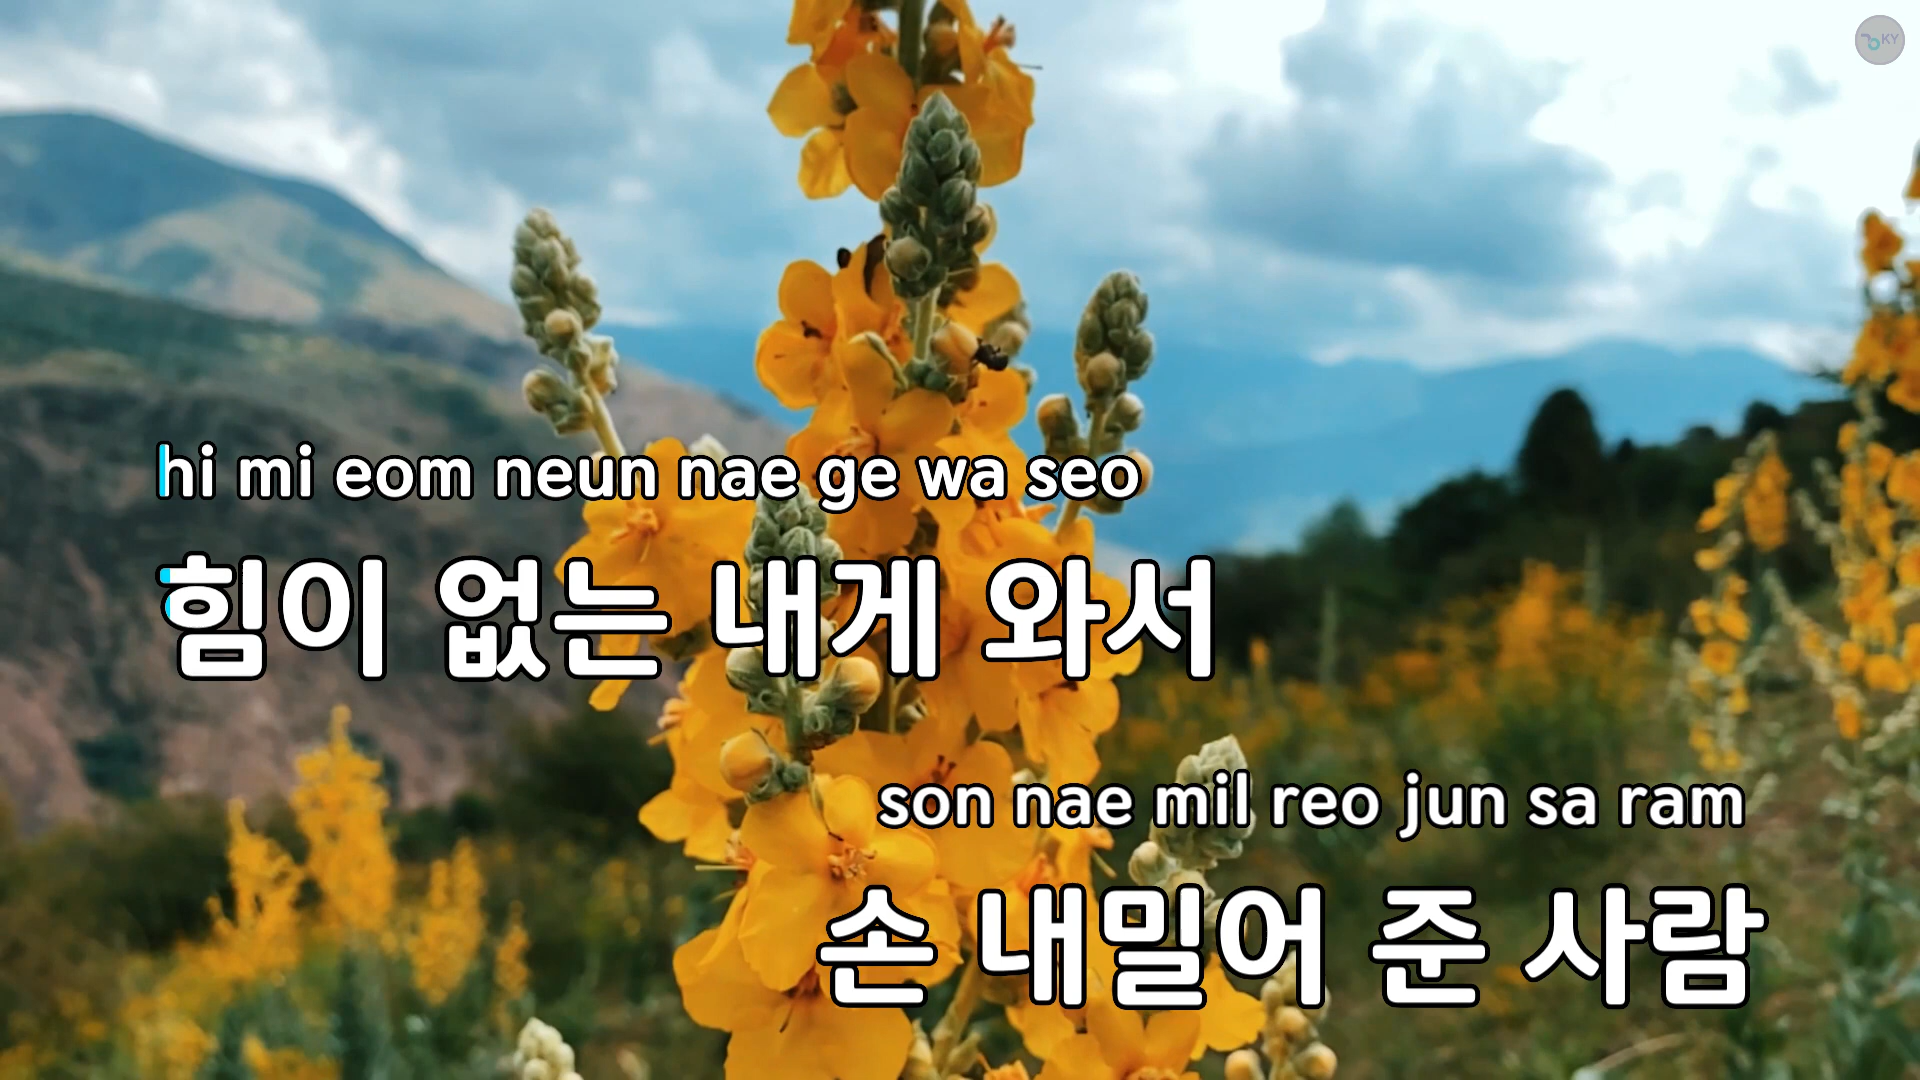 KY
hi mi eom neun nae ge wa seo
힘이 없는 내게 와서
son nae mil reo jun sa ram
손 내밀어 준 사람